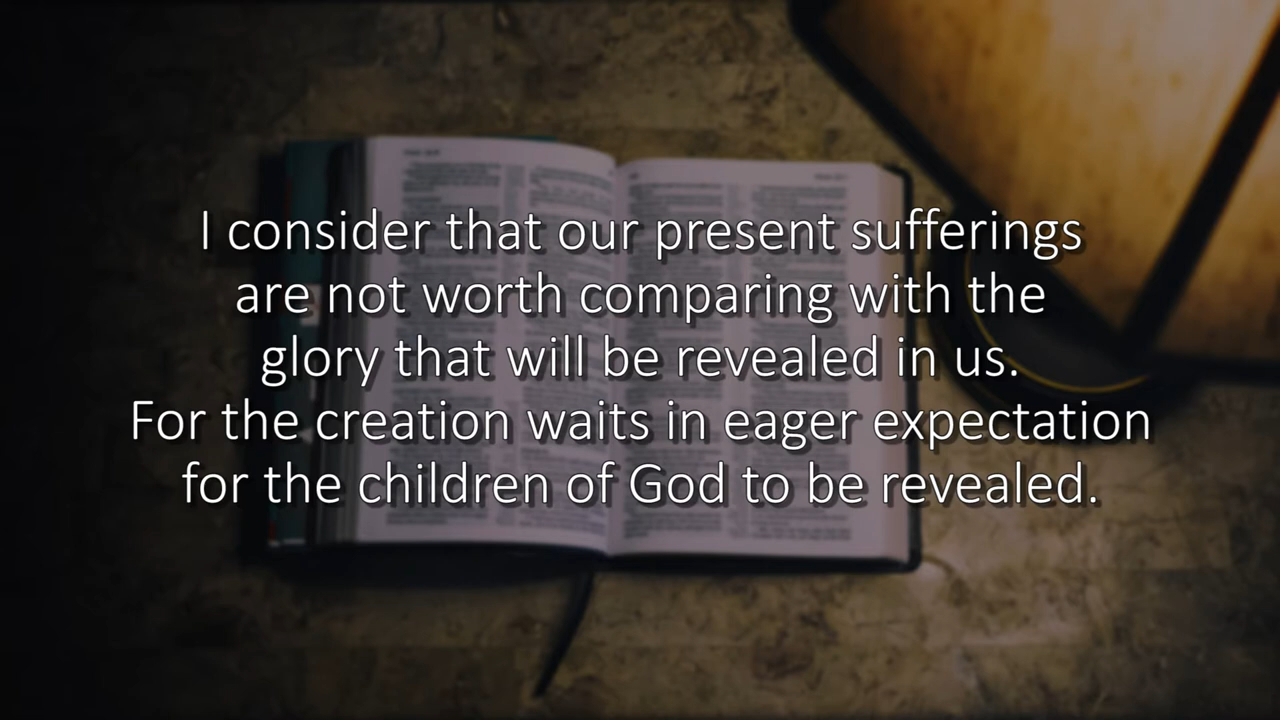 I consider that our present sufferings
are not worth comparing with the
glory that will be revealed in us.
For the creation waits in eager expectation
for the children of God to be revealed.